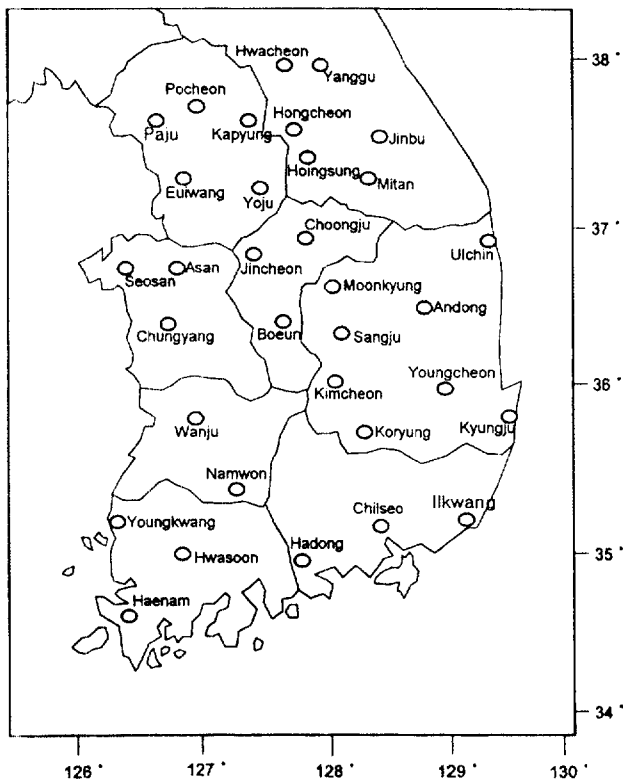 Hwacheon
38 °
Yanggu
Pocheon
Hongcheon
Paju
Kapyung
Jinbu
Hoingsung
Euiwang
Mitan
Yoju
Choongju
37 °
Ulchin
Jincheon
Asan
Seosan
Moonkyung
Andong
Chungyang
Boeun
Sangju
Youngcheon
36 °
Kimcheon
Wanju
Koryung
Kyungju
Namwon
Chilseo
Ilkwang
Youngkwang
Hadong
35 °
Hwasoon
Haenam
34 °
126 ° 127 ° 128 ° 129 ° 130 °